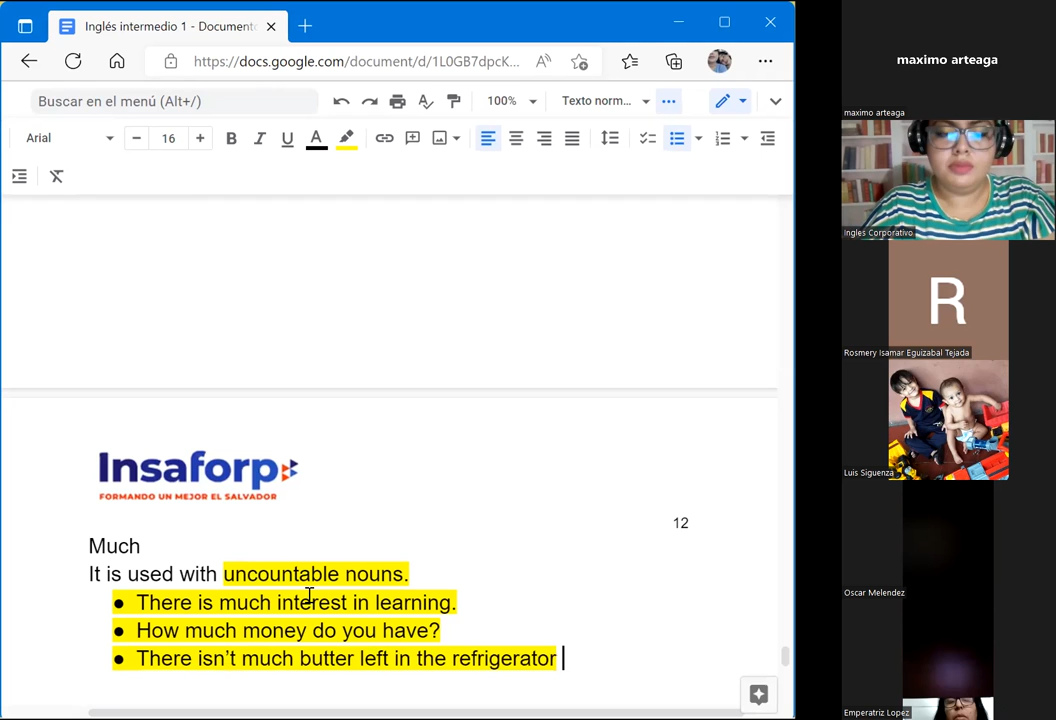 Inglés intermedio 1 - Document
https://docs.google.com/document/d/1L0GB7dpcK...
Buscar en el menú (Alt+/)
100%
Texto norm...
Arial
16
B I U A
Insaforp
FORMANDO UN MEJOR EL SALVADOR
12
Much
It is used with uncountable nouns.
● There is much interest in learning.
● How much money do you have?
● There isn't much butter left in the refrigerator
maximo arteaga
maximo arteaga
Ingles Corporativo
R
Rosmery Isamar Eguizabal Tejada
Luis Siguenza
Oscar Melendez
Emperatriz Lopez